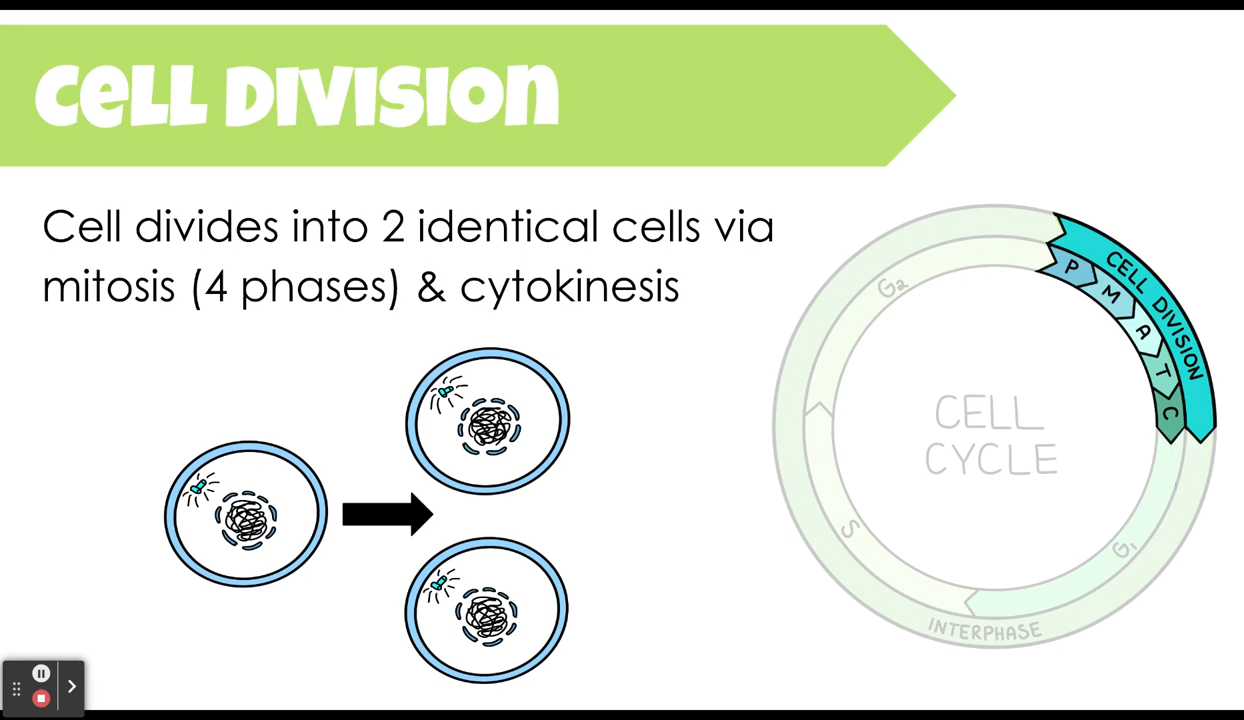 CELL DIVISION
Cell divides into 2 identical cells via
mitosis (4 phases) & cytokinesis
CELL DIVISION
P
M
A
T
C
G2
CELL
CYCLE
S
G1
INTERPHASE